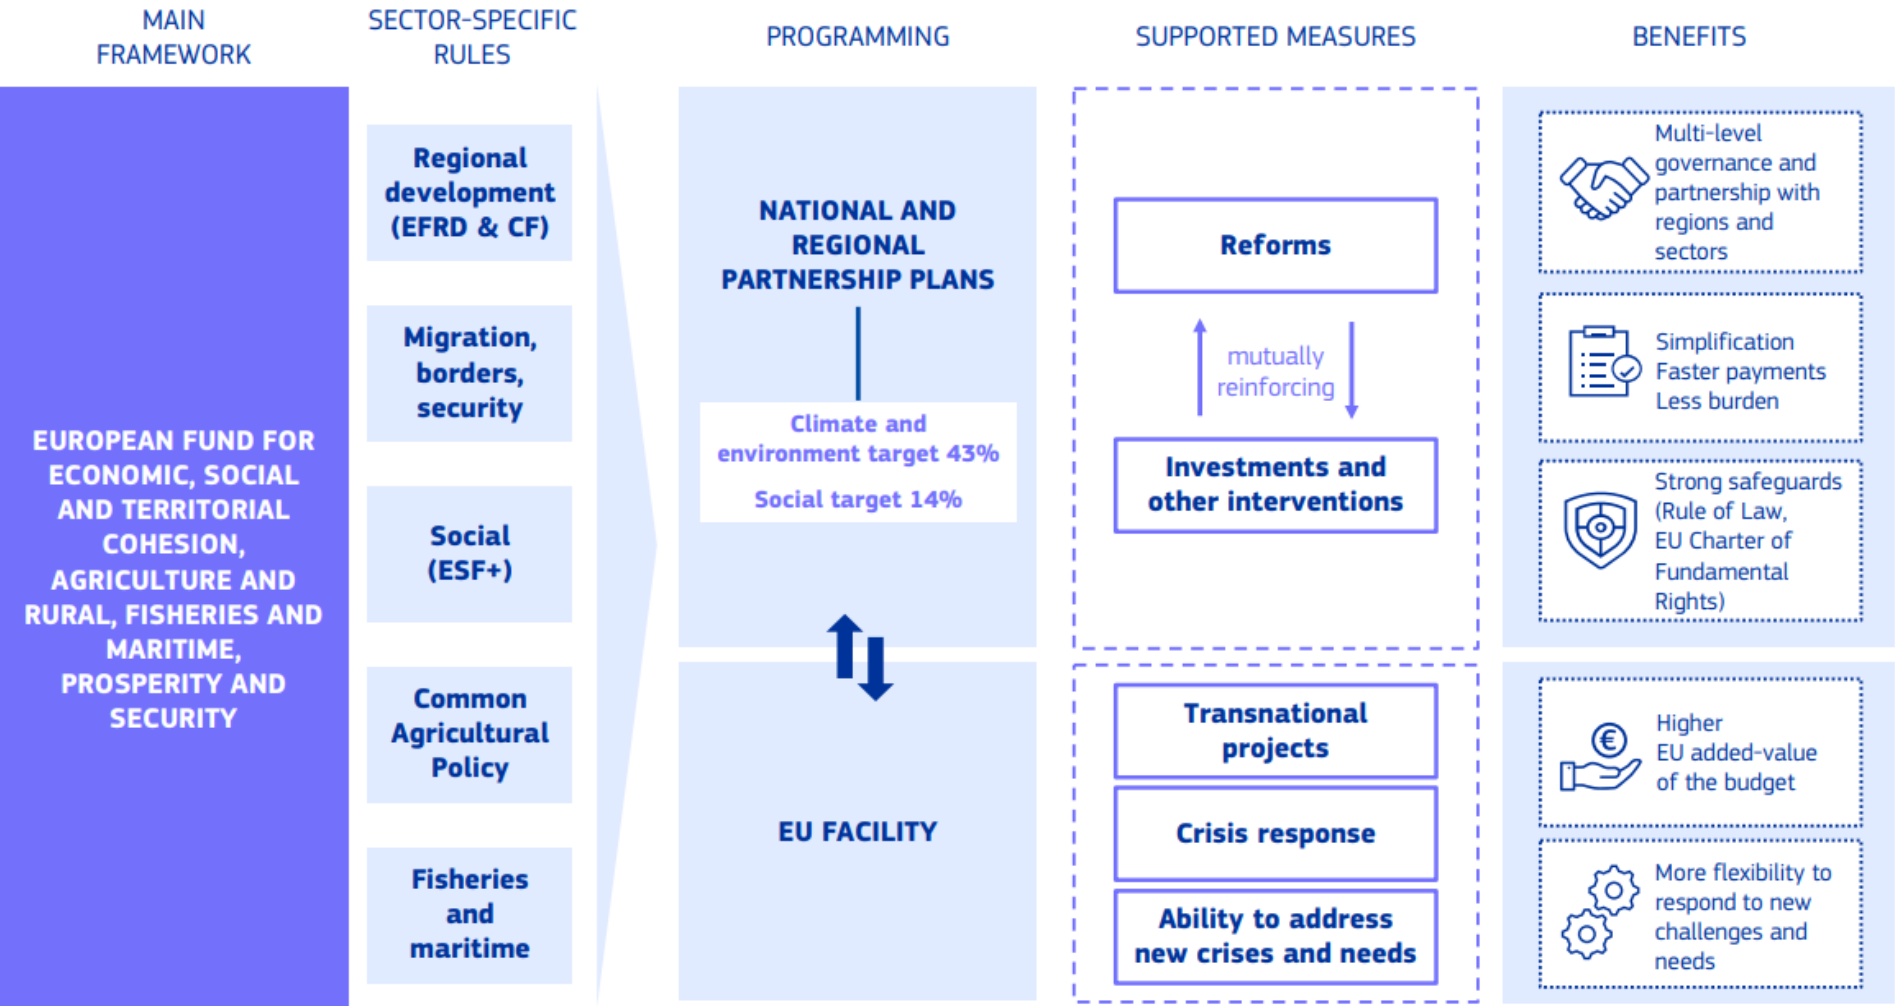 MAIN
FRAMEWORK
SECTOR-SPECIFIC
RULES
PROGRAMMING
SUPPORTED MEASURES
BENEFITS
EUROPEAN FUND FOR
ECONOMIC, SOCIAL
AND TERRITORIAL
COHESION,
AGRICULTURE AND
RURAL, FISHERIES AND
MARITIME,
PROSPERITY AND
SECURITY
Regional
development
(EFRD & CF)
Migration,
borders,
security
Social
(ESF+)
Common
Agricultural
Policy
Fisheries
and
maritime
NATIONAL AND
REGIONAL
PARTNERSHIP PLANS
Climate and
environment target 43%
Social target 14%
EU FACILITY
Reforms
mutually
reinforcing
Investments and
other interventions
Transnational
projects
Crisis response
Ability to address
new crises and needs
Multi-level
governance and
partnership with
regions and
sectors
Simplification
Faster payments
Less burden
Strong safeguards
(Rule of Law,
EU Charter of
Fundamental
Rights)
€
Higher
EU added-value
of the budget
More flexibility to
respond to new
challenges and
needs